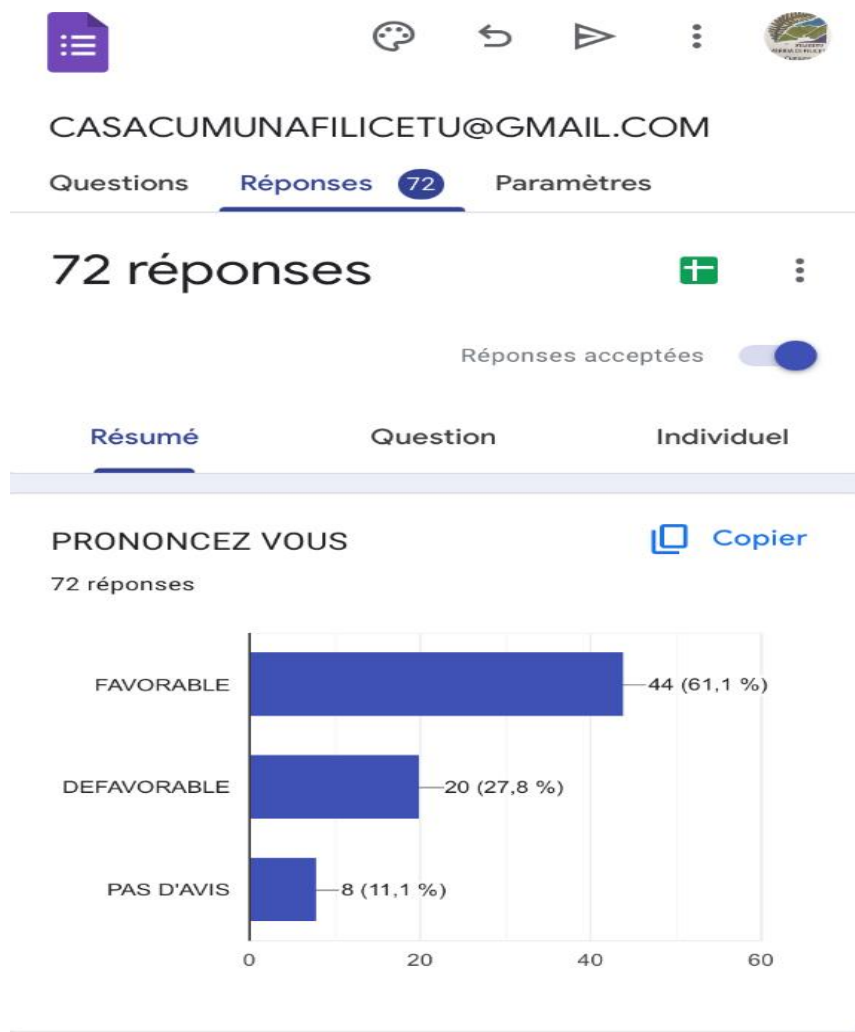 CASACUMUNAFILICETU@GMAIL.COM
Questions Réponses 72 Paramètres
72 réponses
Réponses acceptées
Résumé Question Individuel
PRONONCEZ VOUS Copier
72 réponses
FAVORABLE 44 (61,1 %)
DEFAVORABLE 20 (27,8 %)
PAS D'AVIS 8 (11,1 %)
0 20 40 60